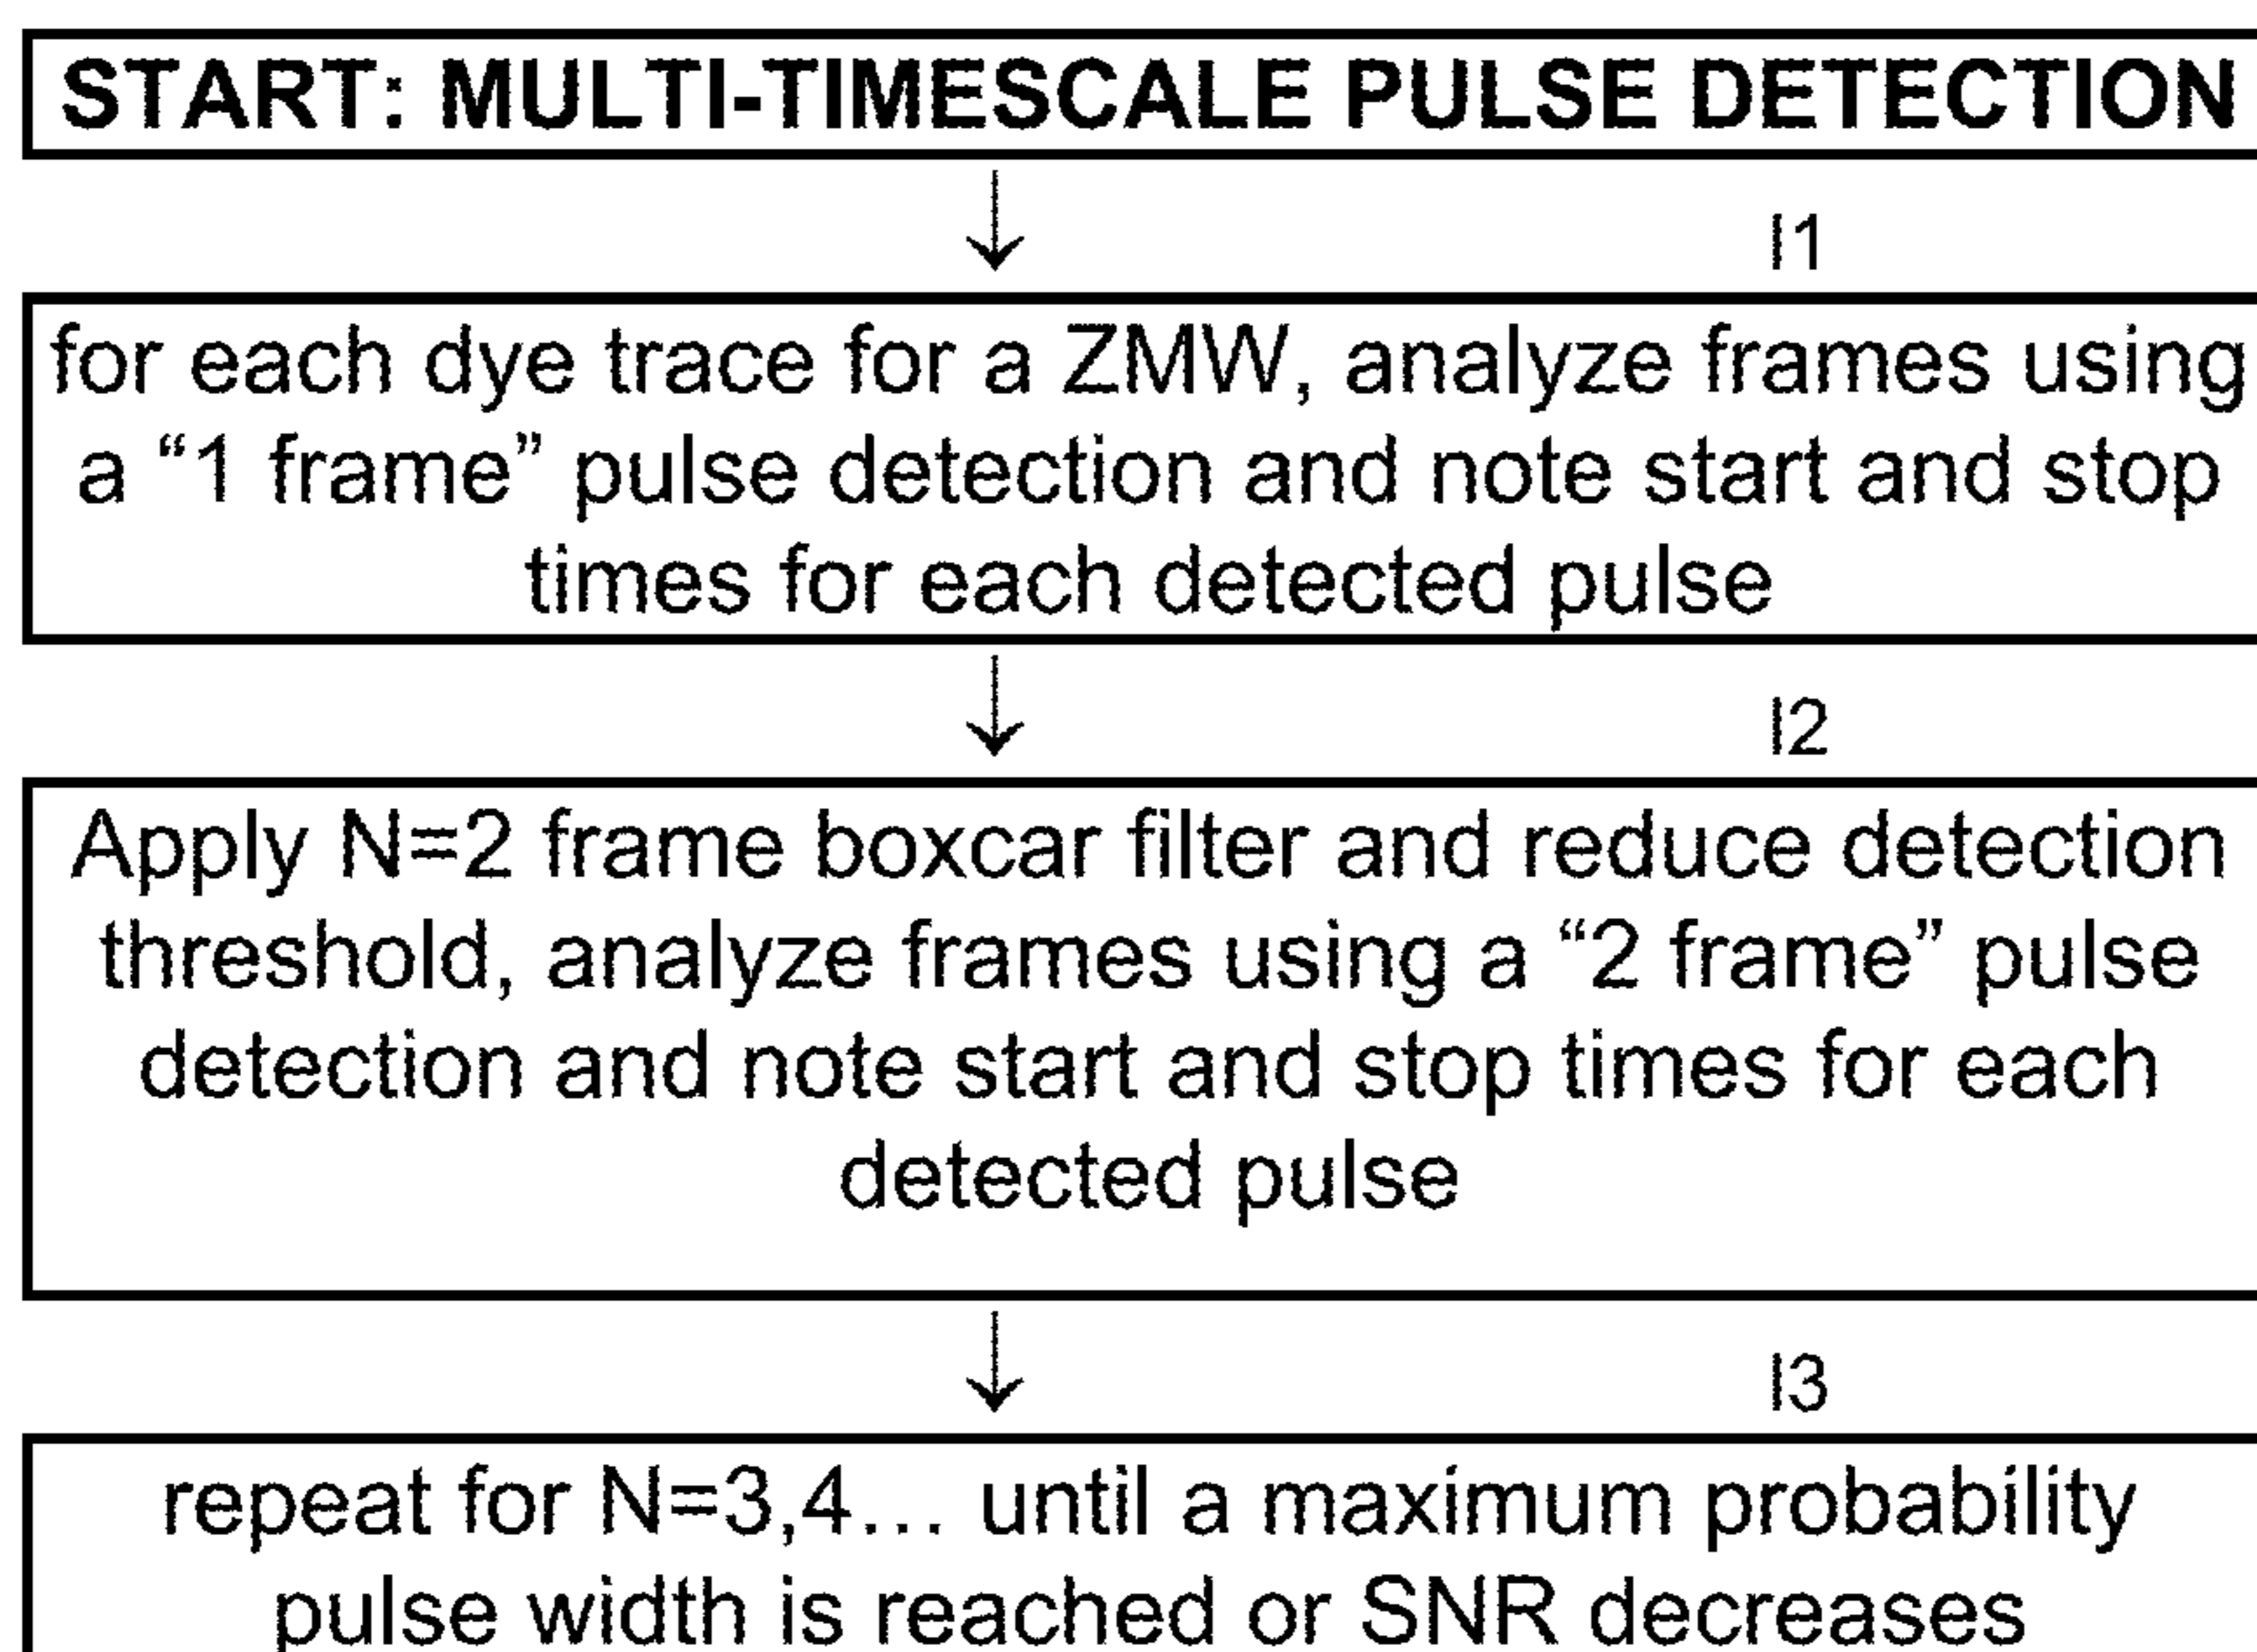 START: MULTI-TIMESCALE PULSE DETECTION
I1
for each dye trace for a ZMW, analyze frames using
a “1 frame” pulse detection and note start and stop
times for each detected pulse
I2
Apply N=2 frame boxcar filter and reduce detection
threshold, analyze frames using a “2 frame” pulse
detection and note start and stop times for each
detected pulse
I3
repeat for N=3,4... until a maximum probability
pulse width is reached or SNR decreases